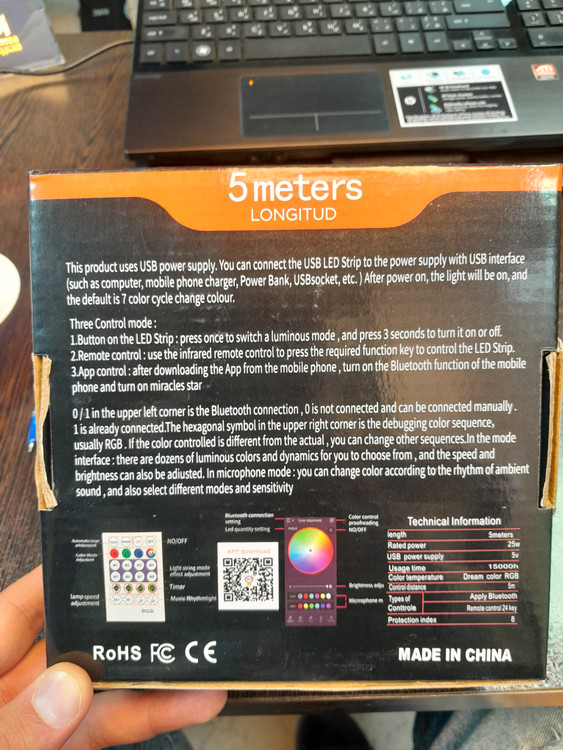 5 meters
LONGITUD
This product uses USB power supply. You can connect the USB LED Strip to the power supply with USB interface
(such as computer, mobile phone charger, Power Bank, USBsocket, etc. ) After power on, the light will be on, and
the default is 7 color cycle change colour.
Three Control mode :
1.Button on the LED Strip : press once to switch a luminous mode , and press 3 seconds to turn it on or off.
2.Remote control : use the infrared remote control to press the required function key to control the LED Strip.
3.App control : after downloading the App from the mobile phone , turn on the Bluetooth function of the mobile
phone and turn on miracles star
0 / 1 in the upper left corner is the Bluetooth connection , 0 is not connected and can be connected manually .
1 is already connected.The hexagonal symbol in the upper right corner is the debugging color sequence,
usually RGB . If the color controlled is different from the actual , you can change other sequences.In the mode
interface : there are dozens of luminous colors and dynamics for you to choose from , and the speed and
brightness can also be adiusted. In microphone mode : you can change color according to the rhythm of ambient
sound , and also select different modes and sensitivity
NO/OFF
Color Mode
Adjustment
Light string mode
effect adjustment
Timer
lamp speed
adjustment
Music Rhythmlight
APP download
Bluetooth connection
setting
Led quantity setting
Color control
proofreading
NO/OFF
Brightness adju
Microphone m
Technical Information
length 5meters
Rated power 25w
USB power supply 5v
Usage time 15000h
Color temperature Dream color RGB
Control distance 5m
Types of
Controle
Apply Bluetooth
Remote control 24 key
Protection index 8
RoHS FC CE
MADE IN CHINA